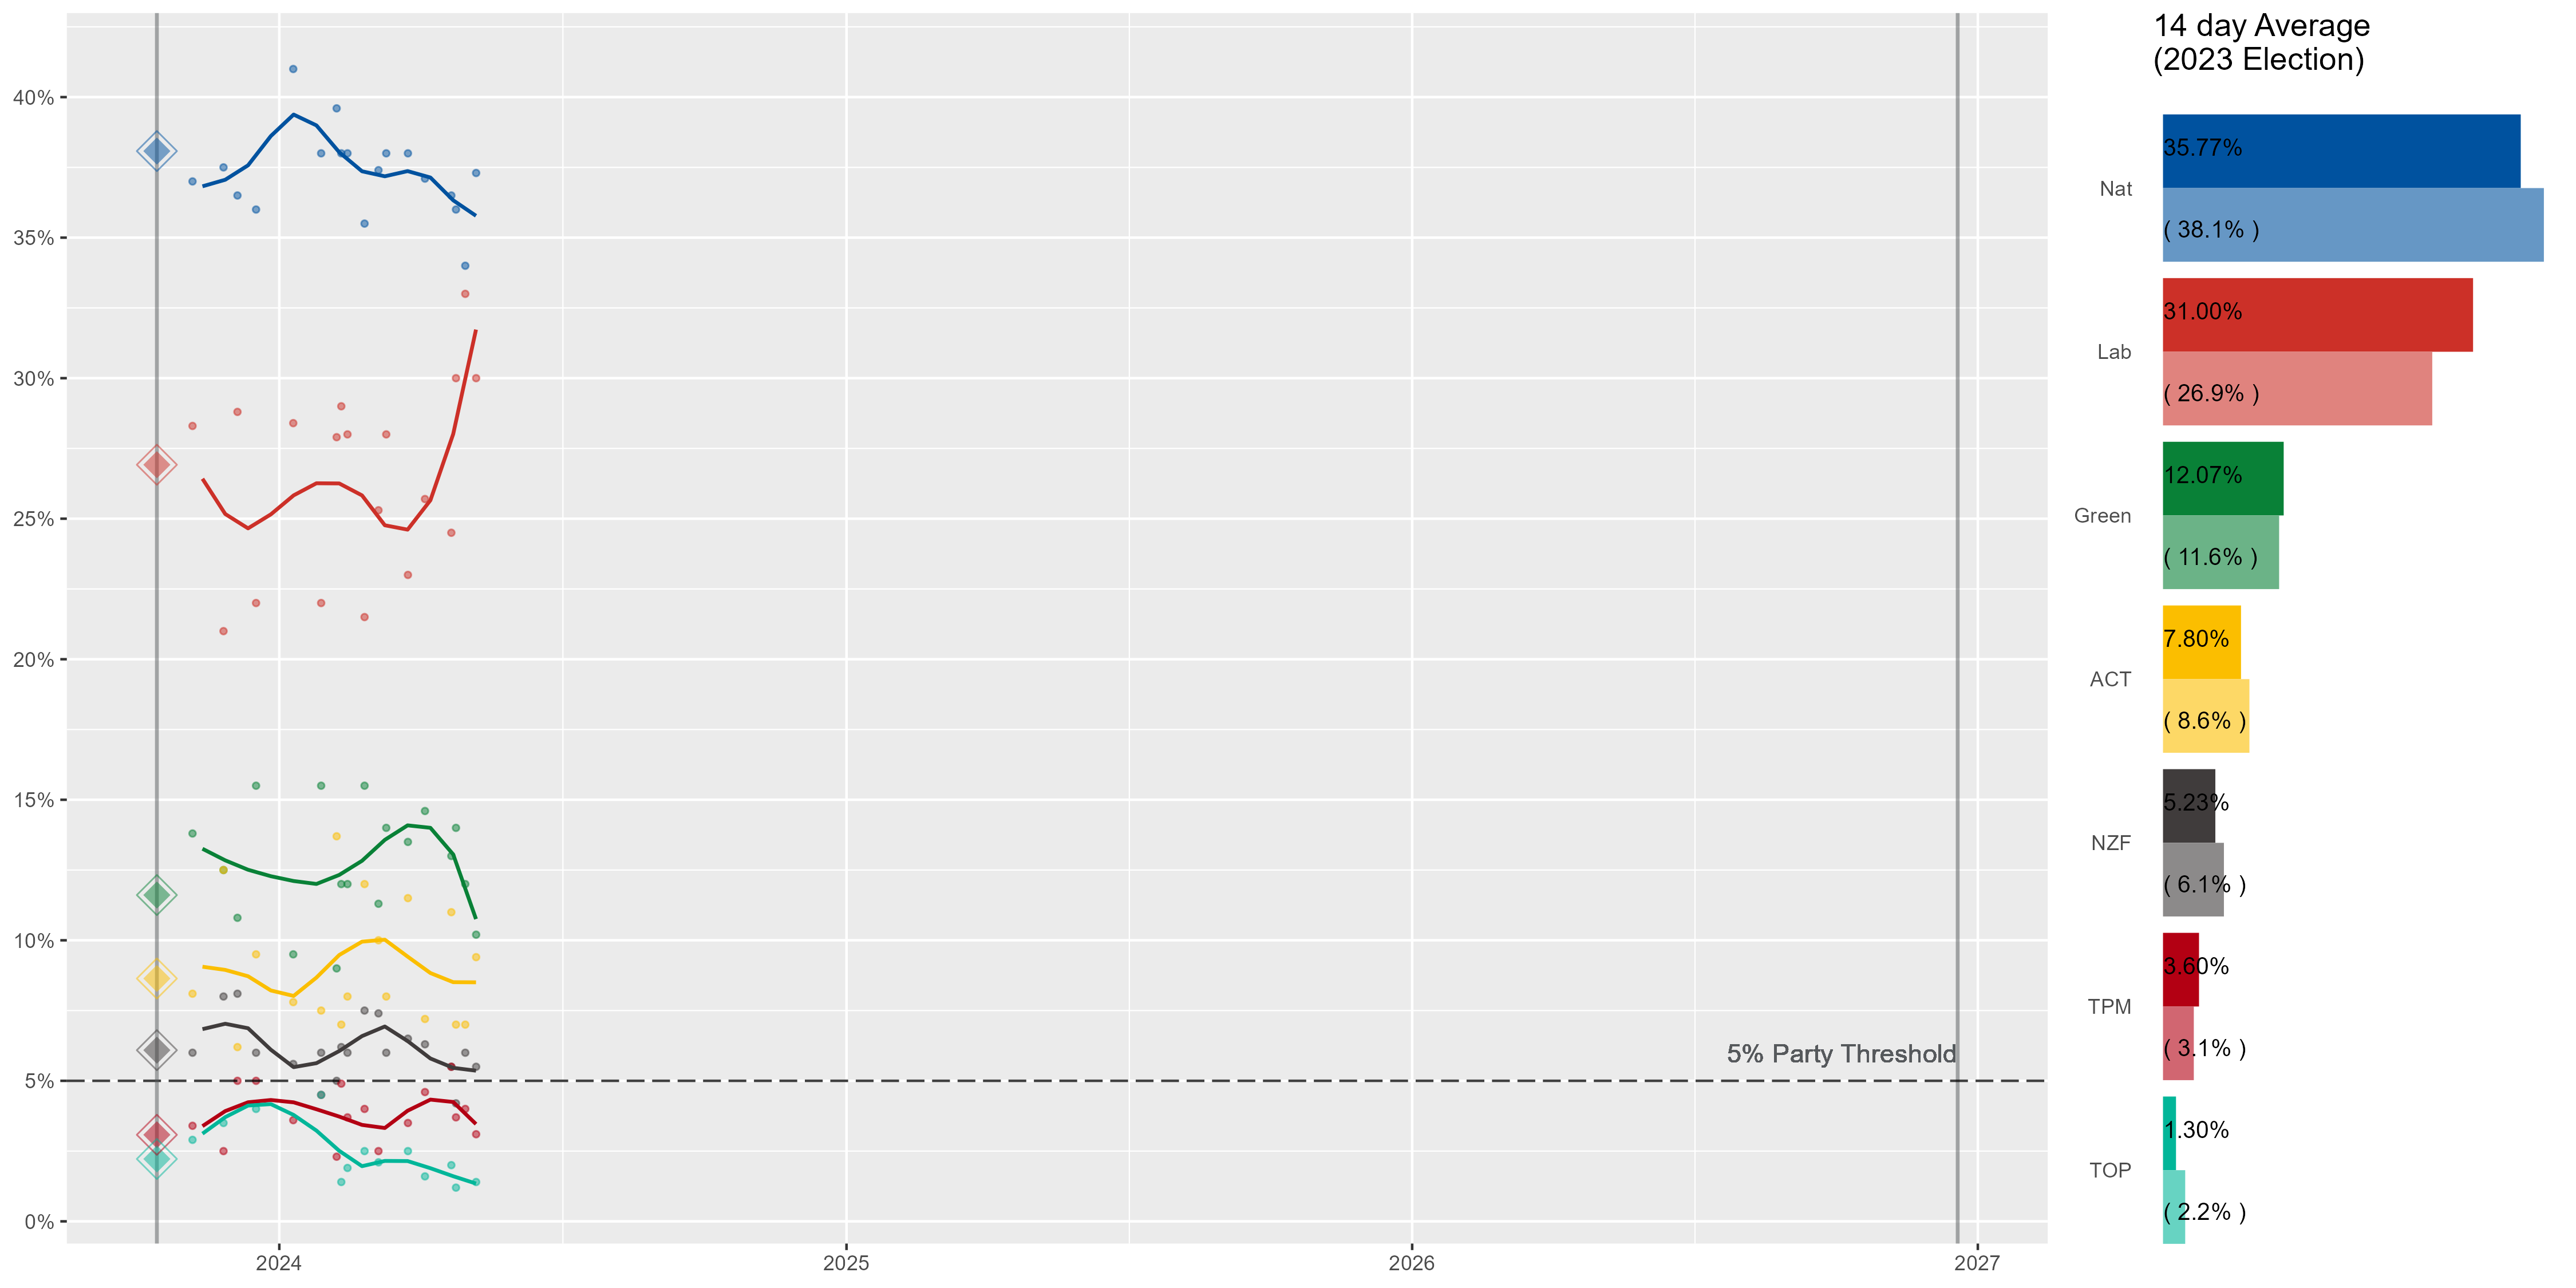 40%
35%
30%
25%
20%
15%
10%
5%
0%
2024
2025
2026
2027
5% Party Threshold
14 day Average
(2023 Election)
Nat
35.77%
( 38.1% )
Lab
31.00%
( 26.9% )
Green
12.07%
( 11.6% )
ACT
7.80%
( 8.6% )
NZF
5.23%
( 6.1% )
TPM
3.60%
( 3.1% )
TOP
1.30%
( 2.2% )